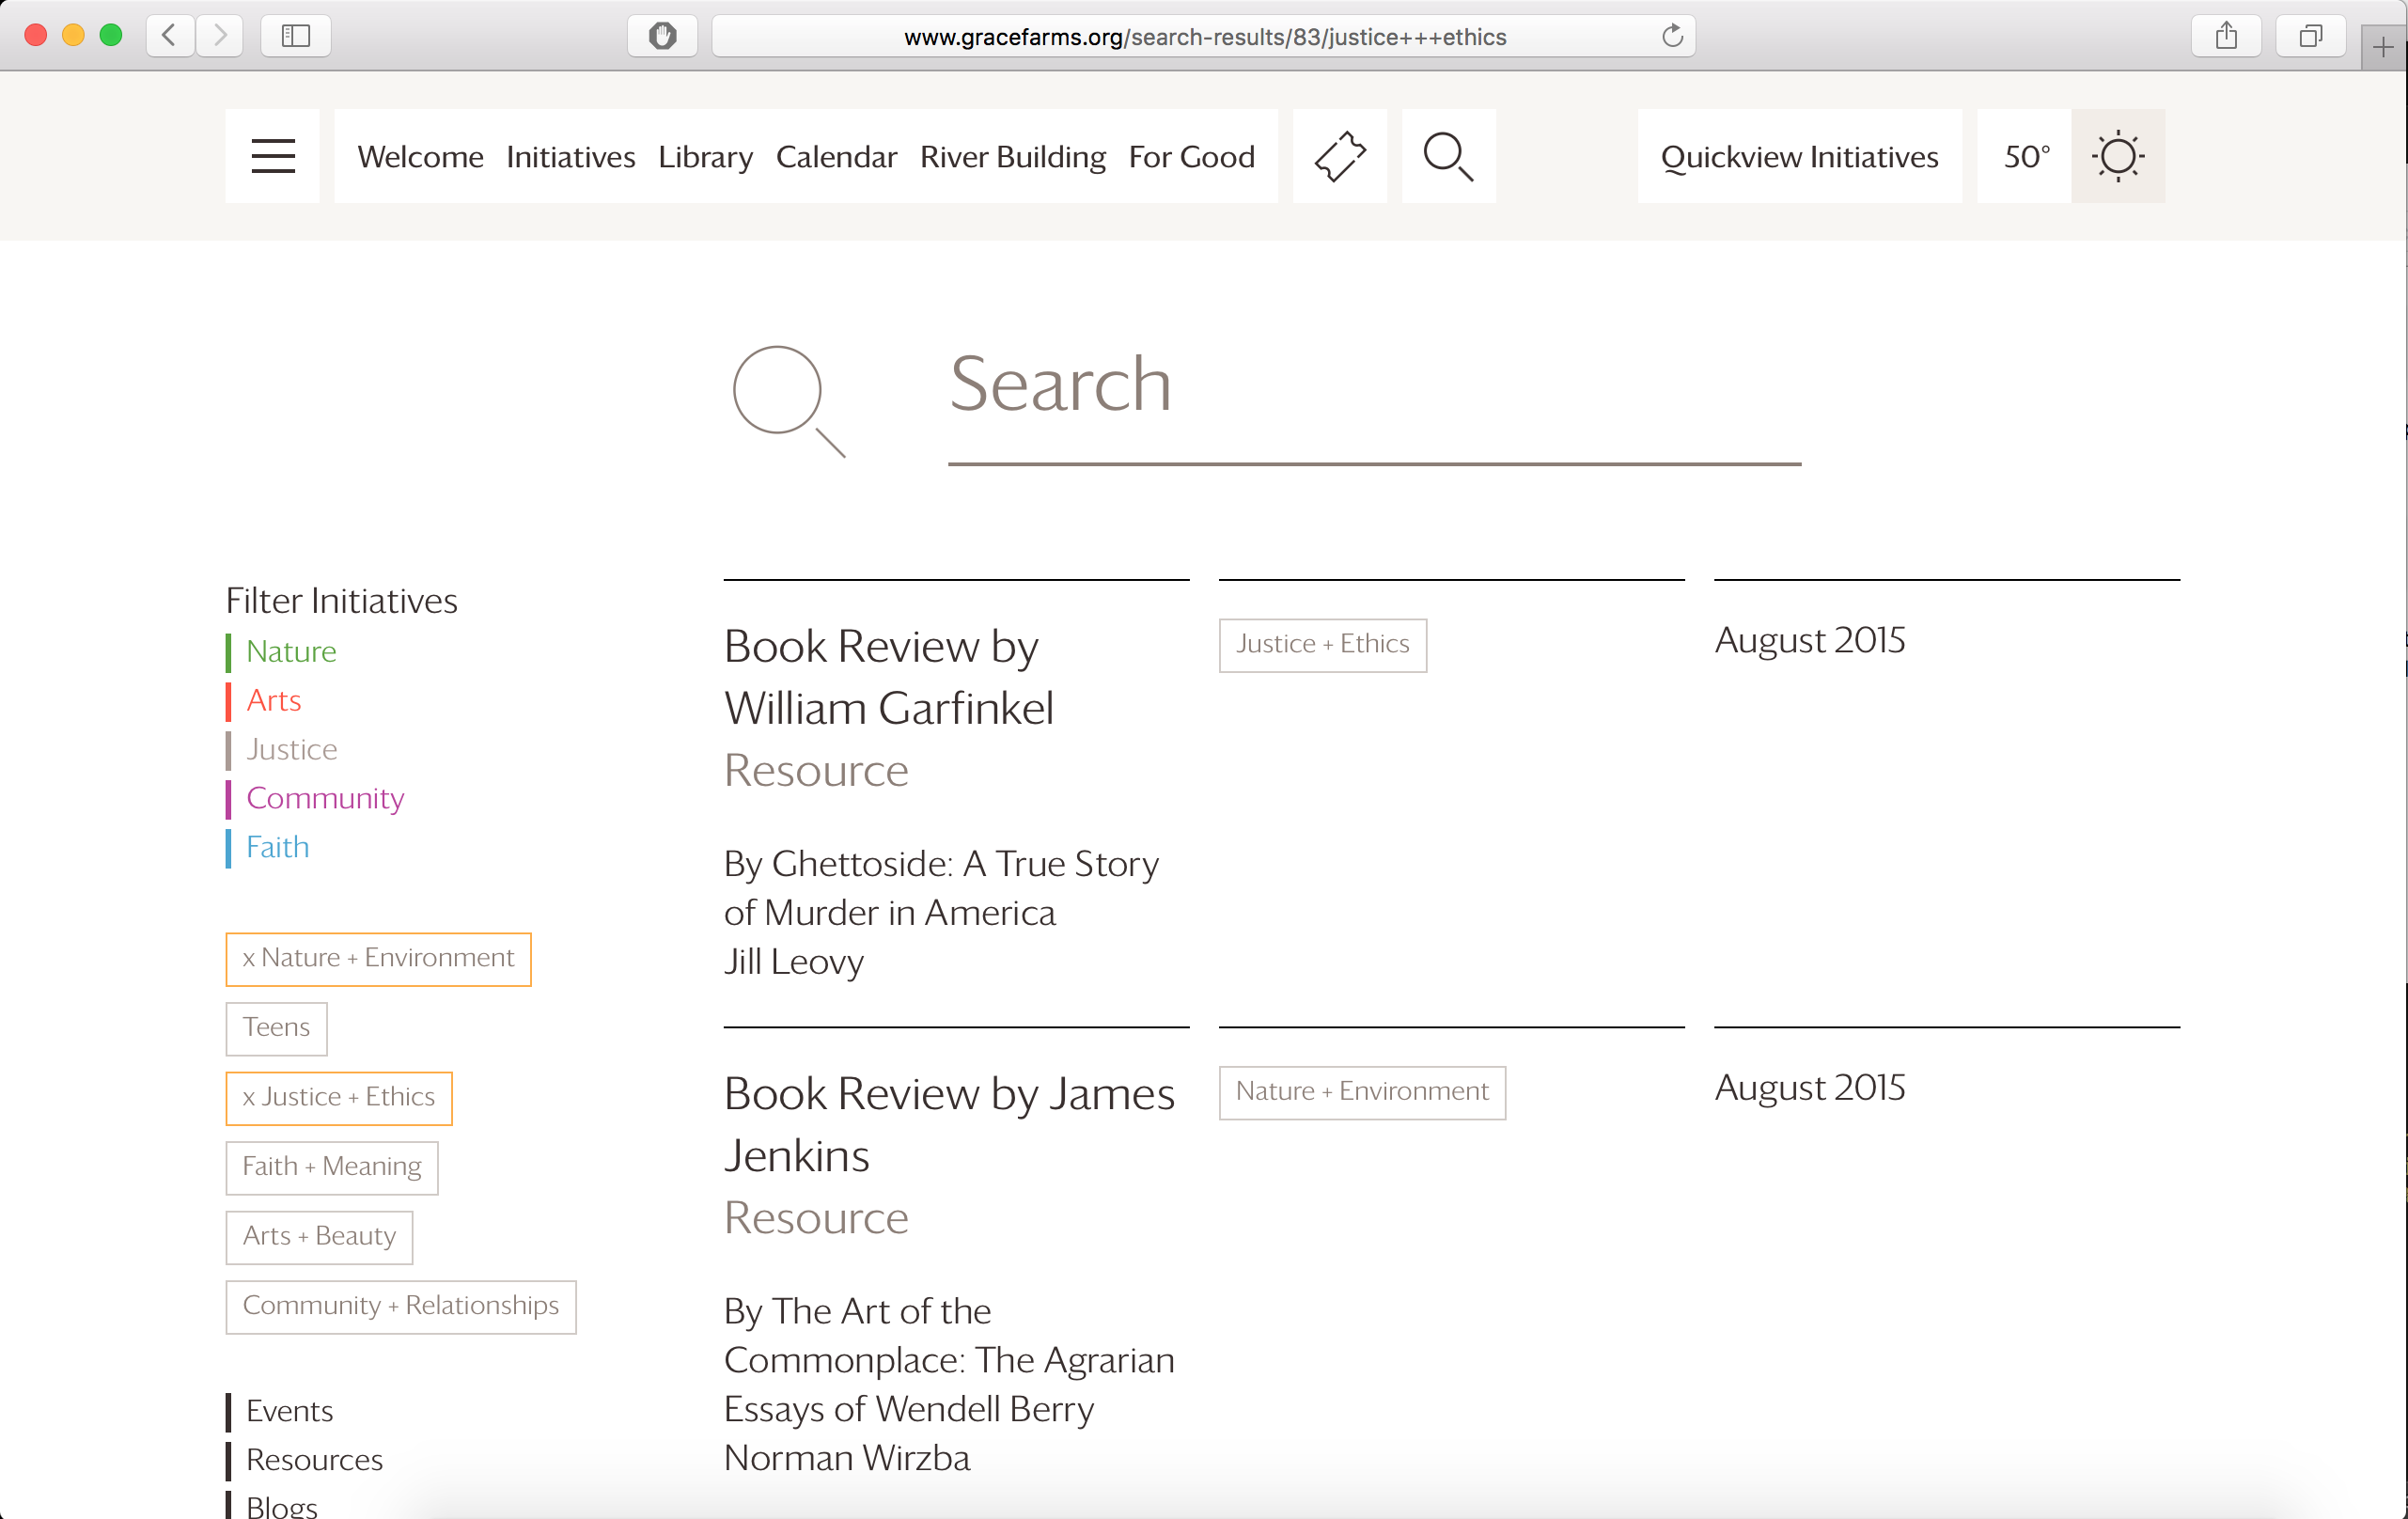 www.gracefarms.org/search-results/83/justice+++ethics
Welcome Initiatives Library Calendar River Building For Good
Quickview Initiatives
50°
Search
Filter Initiatives
Nature
Arts
Justice
Community
Faith
x Nature + Environment
Teens
x Justice + Ethics
Faith + Meaning
Arts + Beauty
Community + Relationships
Events
Resources
Blogs
Book Review by
William Garfinkel
Resource
By Ghettoside: A True Story
of Murder in America
Jill Leovy
Justice + Ethics
August 2015
Book Review by James
Jenkins
Resource
By The Art of the
Commonplace: The Agrarian
Essays of Wendell Berry
Norman Wirzba
Nature + Environment
August 2015